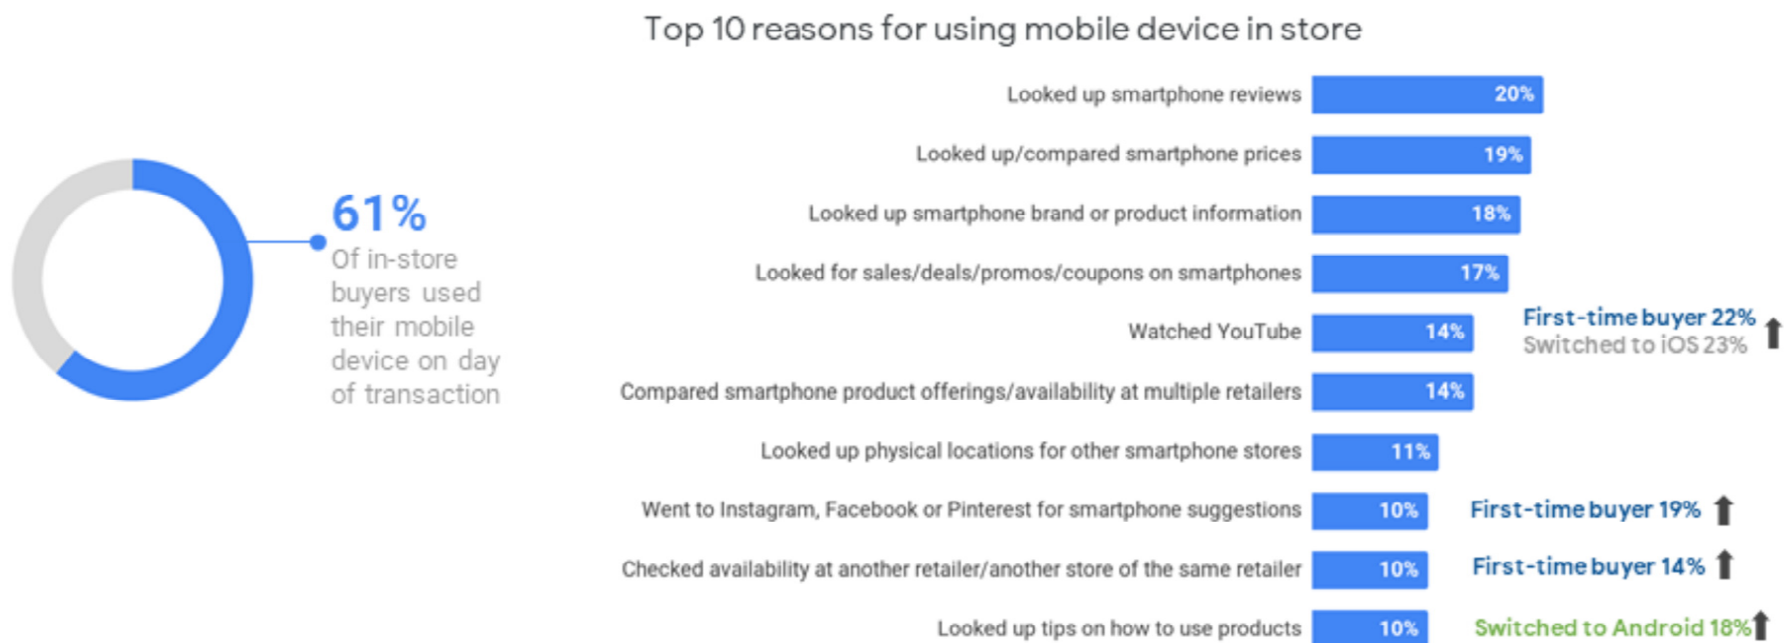 Top 10 reasons for using mobile device in store
61%
Of in-store
buyers used
their mobile
device on day
of transaction
Looked up smartphone reviews 20%
Looked up/compared smartphone prices 19%
Looked up smartphone brand or product information 18%
Looked for sales/deals/promos/coupons on smartphones 17%
Watched YouTube 14%
First-time buyer 22%
Switched to iOS 23%
Compared smartphone product offerings/availability at multiple retailers 14%
Looked up physical locations for other smartphone stores 11%
Went to Instagram, Facebook or Pinterest for smartphone suggestions 10% First-time buyer 19%
Checked availability at another retailer/another store of the same retailer 10% First-time buyer 14%
Looked up tips on how to use products 10% Switched to Android 18%